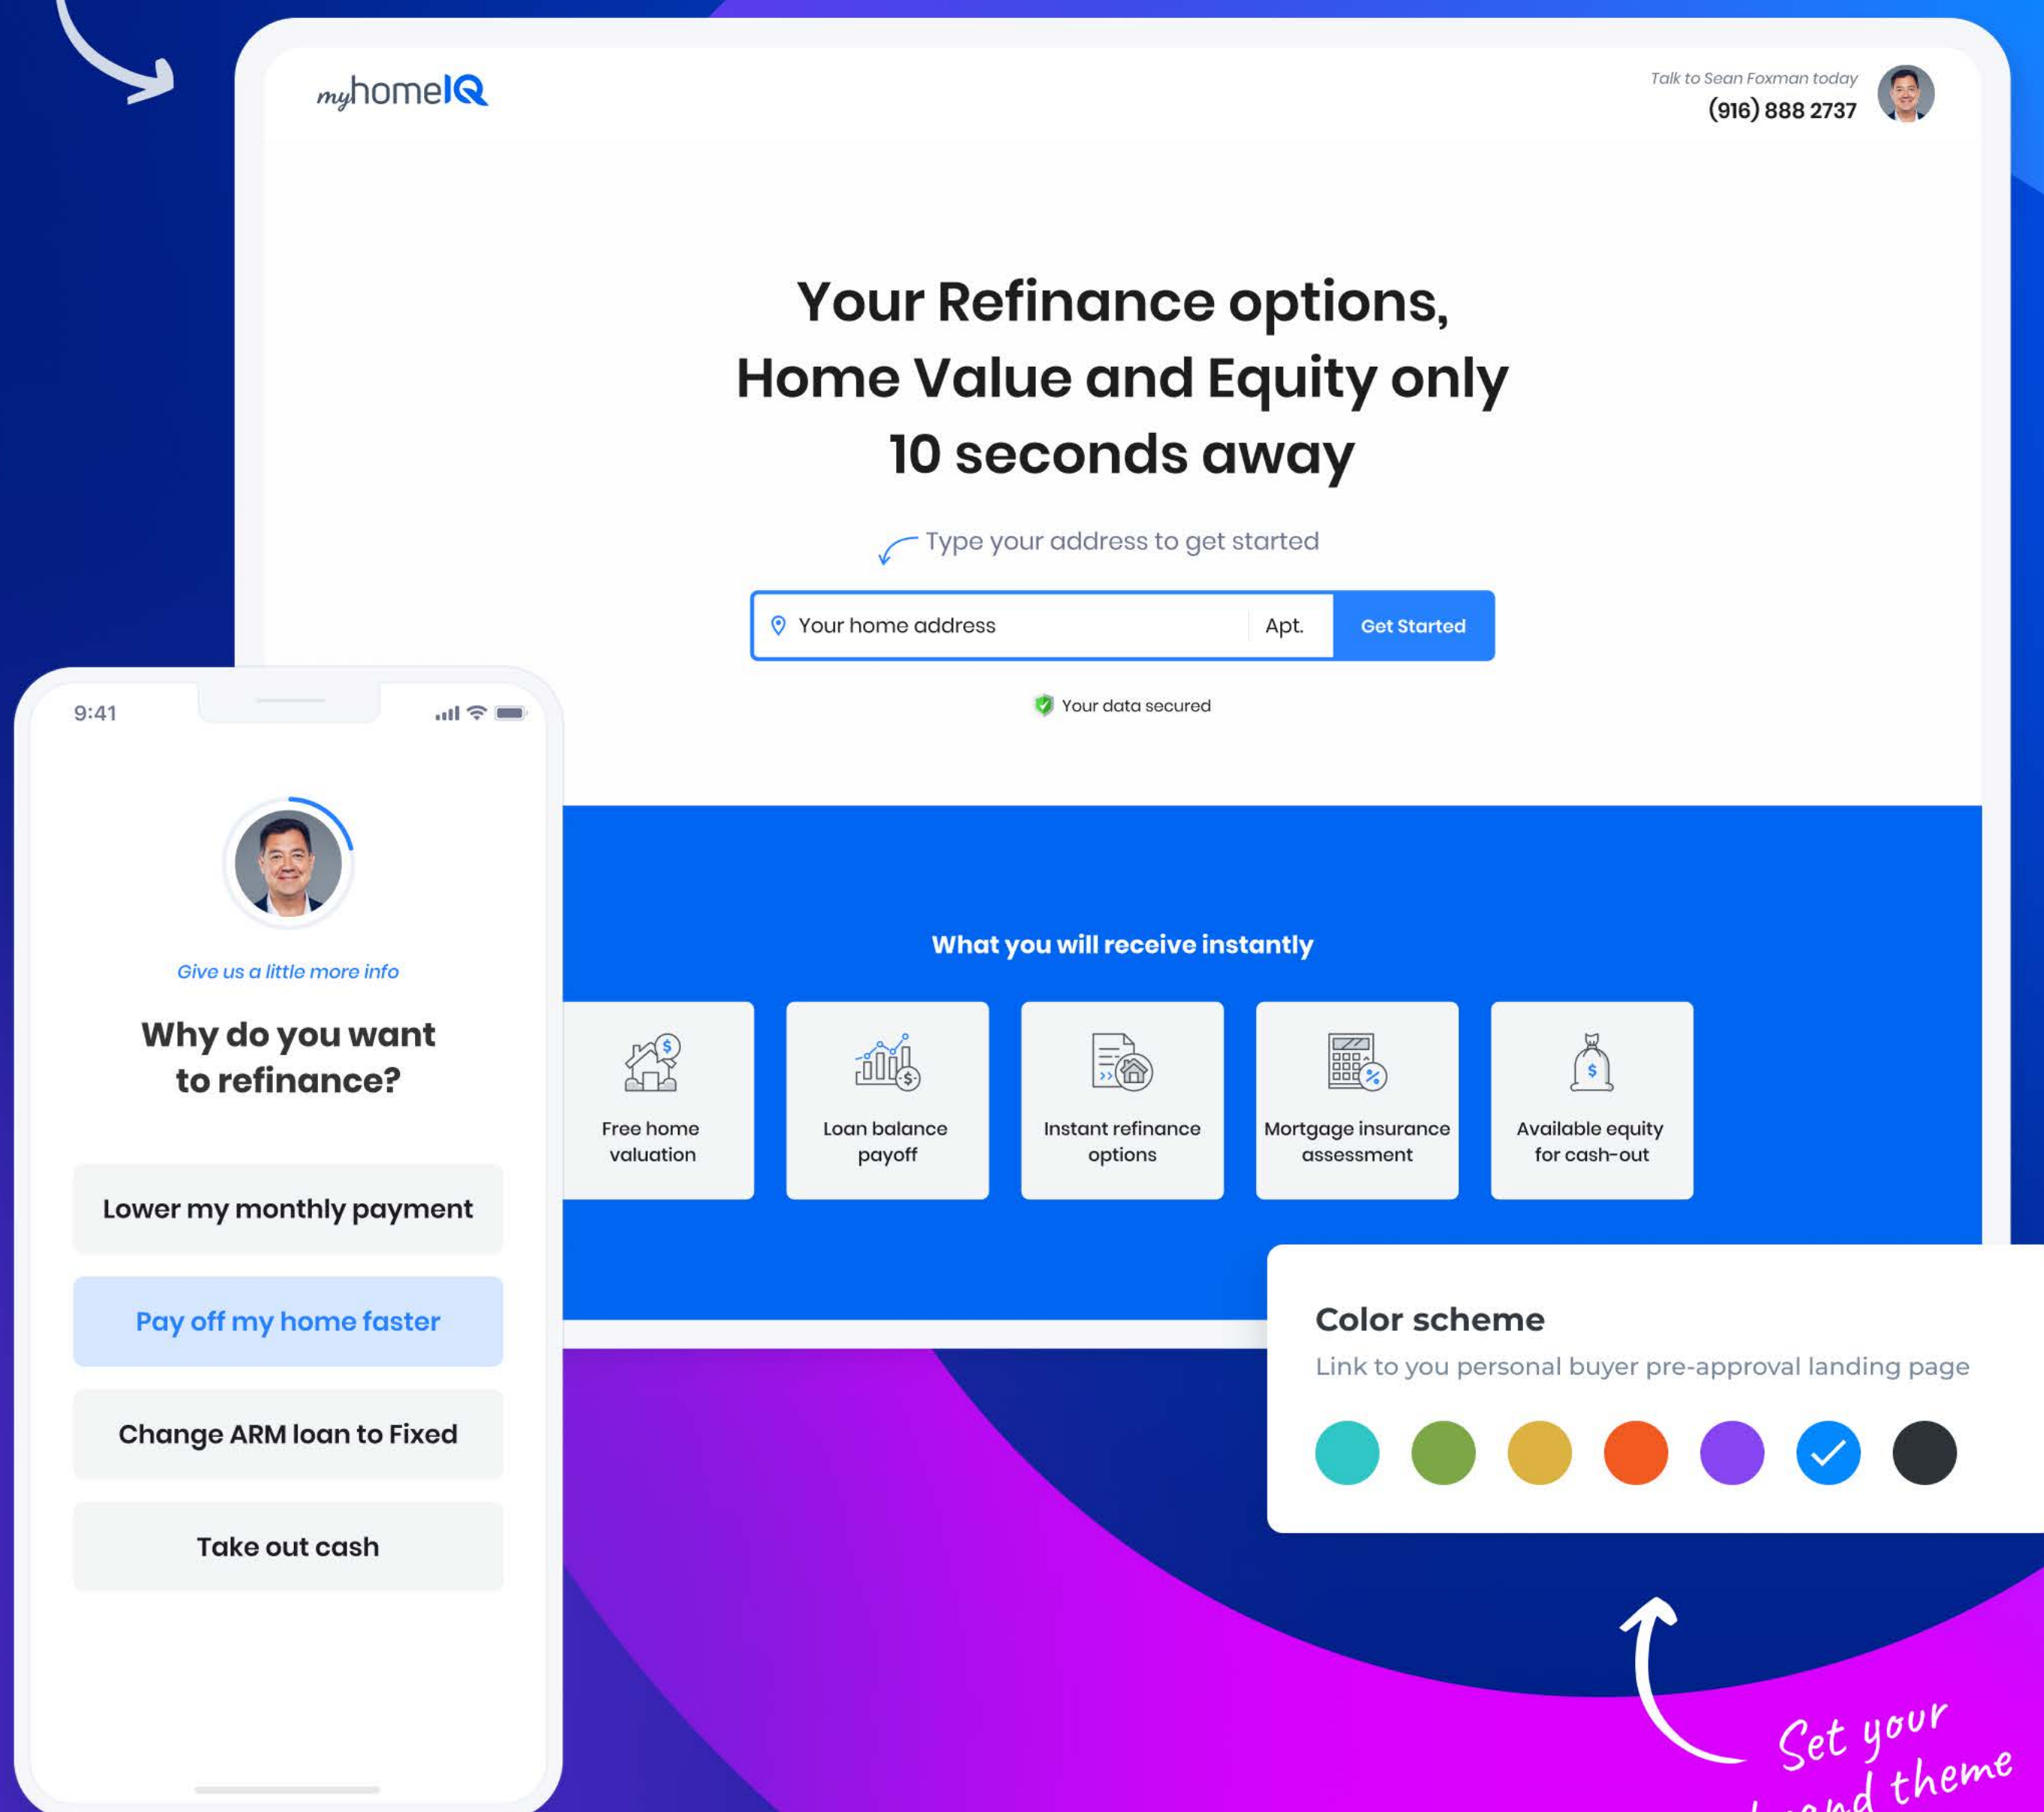 myhomeIQ
Talk to Sean Foxman today
(916) 888 2737
Your Refinance options,
Home Value and Equity only
10 seconds away
Type your address to get started
Your home address
Apt.
Get Started
Your data secured
What you will receive instantly
Free home
valuation
Loan balance
payoff
Instant refinance
options
Mortgage insurance
assessment
Available equity
for cash-out
9:41
Give us a little more info
Why do you want
to refinance?
Lower my monthly payment
Pay off my home faster
Change ARM loan to Fixed
Take out cash
Color scheme
Link to you personal buyer pre-approval landing page
Set your
theme